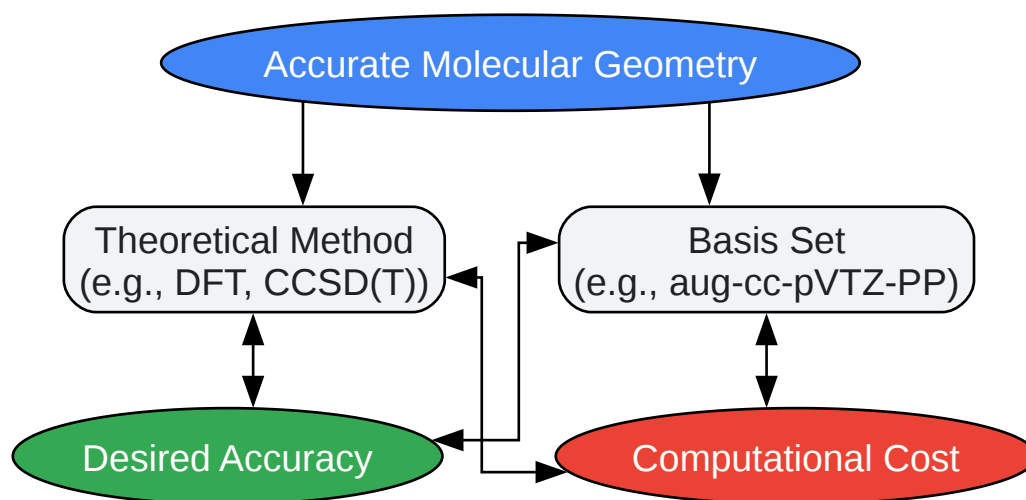 Accurate Molecular Geometry
Theoretical Method
(e.g., DFT, CCSD(T))
Basis Set
(e.g., aug-cc-pVTZ-PP)
Desired Accuracy
Computational Cost